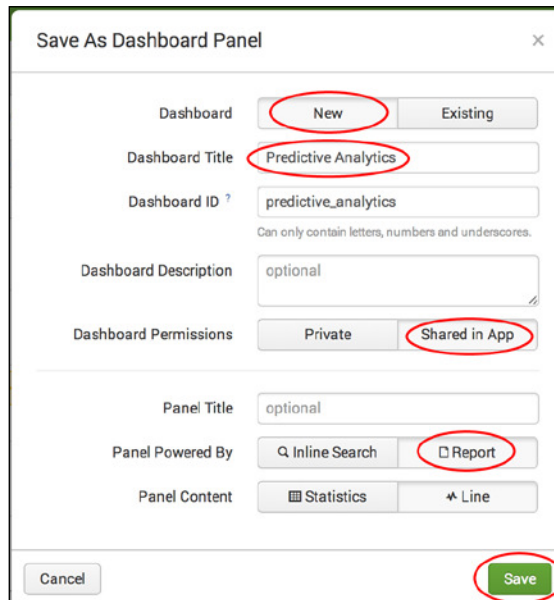 Save As Dashboard Panel ×
Dashboard New Existing
Dashboard Title Predictive Analytics
Dashboard ID ? predictive_analytics
Can only contain letters, numbers and underscores.
Dashboard Description optional
Dashboard Permissions Private Shared in App
Panel Title optional
Panel Powered By Inline Search Report
Panel Content Statistics Line
Cancel Save